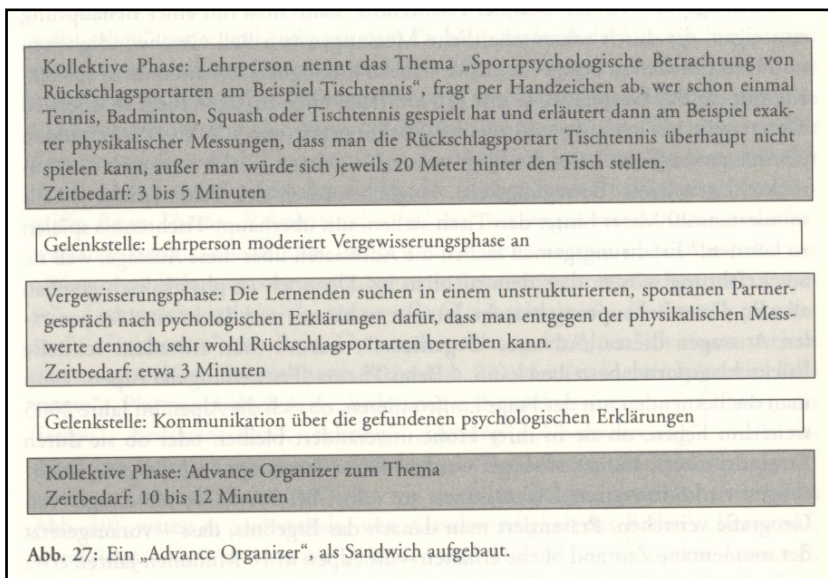 Kollektive Phase: Lehrperson nennt das Thema „Sportpsychologische Betrachtung von
Rückschlagsportarten am Beispiel Tischtennis“, fragt per Handzeichen ab, wer schon einmal
Tennis, Badminton, Squash oder Tischtennis gespielt hat und erläutert dann am Beispiel exak-
ter physikalischer Messungen, dass man die Rückschlagsportart Tischtennis überhaupt nicht
spielen kann, außer man würde sich jeweils 20 Meter hinter den Tisch stellen.
Zeitbedarf: 3 bis 5 Minuten
Gelenkstelle: Lehrperson moderiert Vergewisserungsphase an
Vergewisserungsphase: Die Lernenden suchen in einem unstrukturierten, spontanen Partner-
gespräch nach pychologischen Erklärungen dafür, dass man entgegen der physikalischen Mess-
werte dennoch sehr wohl Rückschlagsportarten betreiben kann.
Zeitbedarf: etwa 3 Minuten
Gelenkstelle: Kommunikation über die gefundenen psychologischen Erklärungen
Kollektive Phase: Advance Organizer zum Thema
Zeitbedarf: 10 bis 12 Minuten
Abb. 27: Ein „Advance Organizer“, als Sandwich aufgebaut.